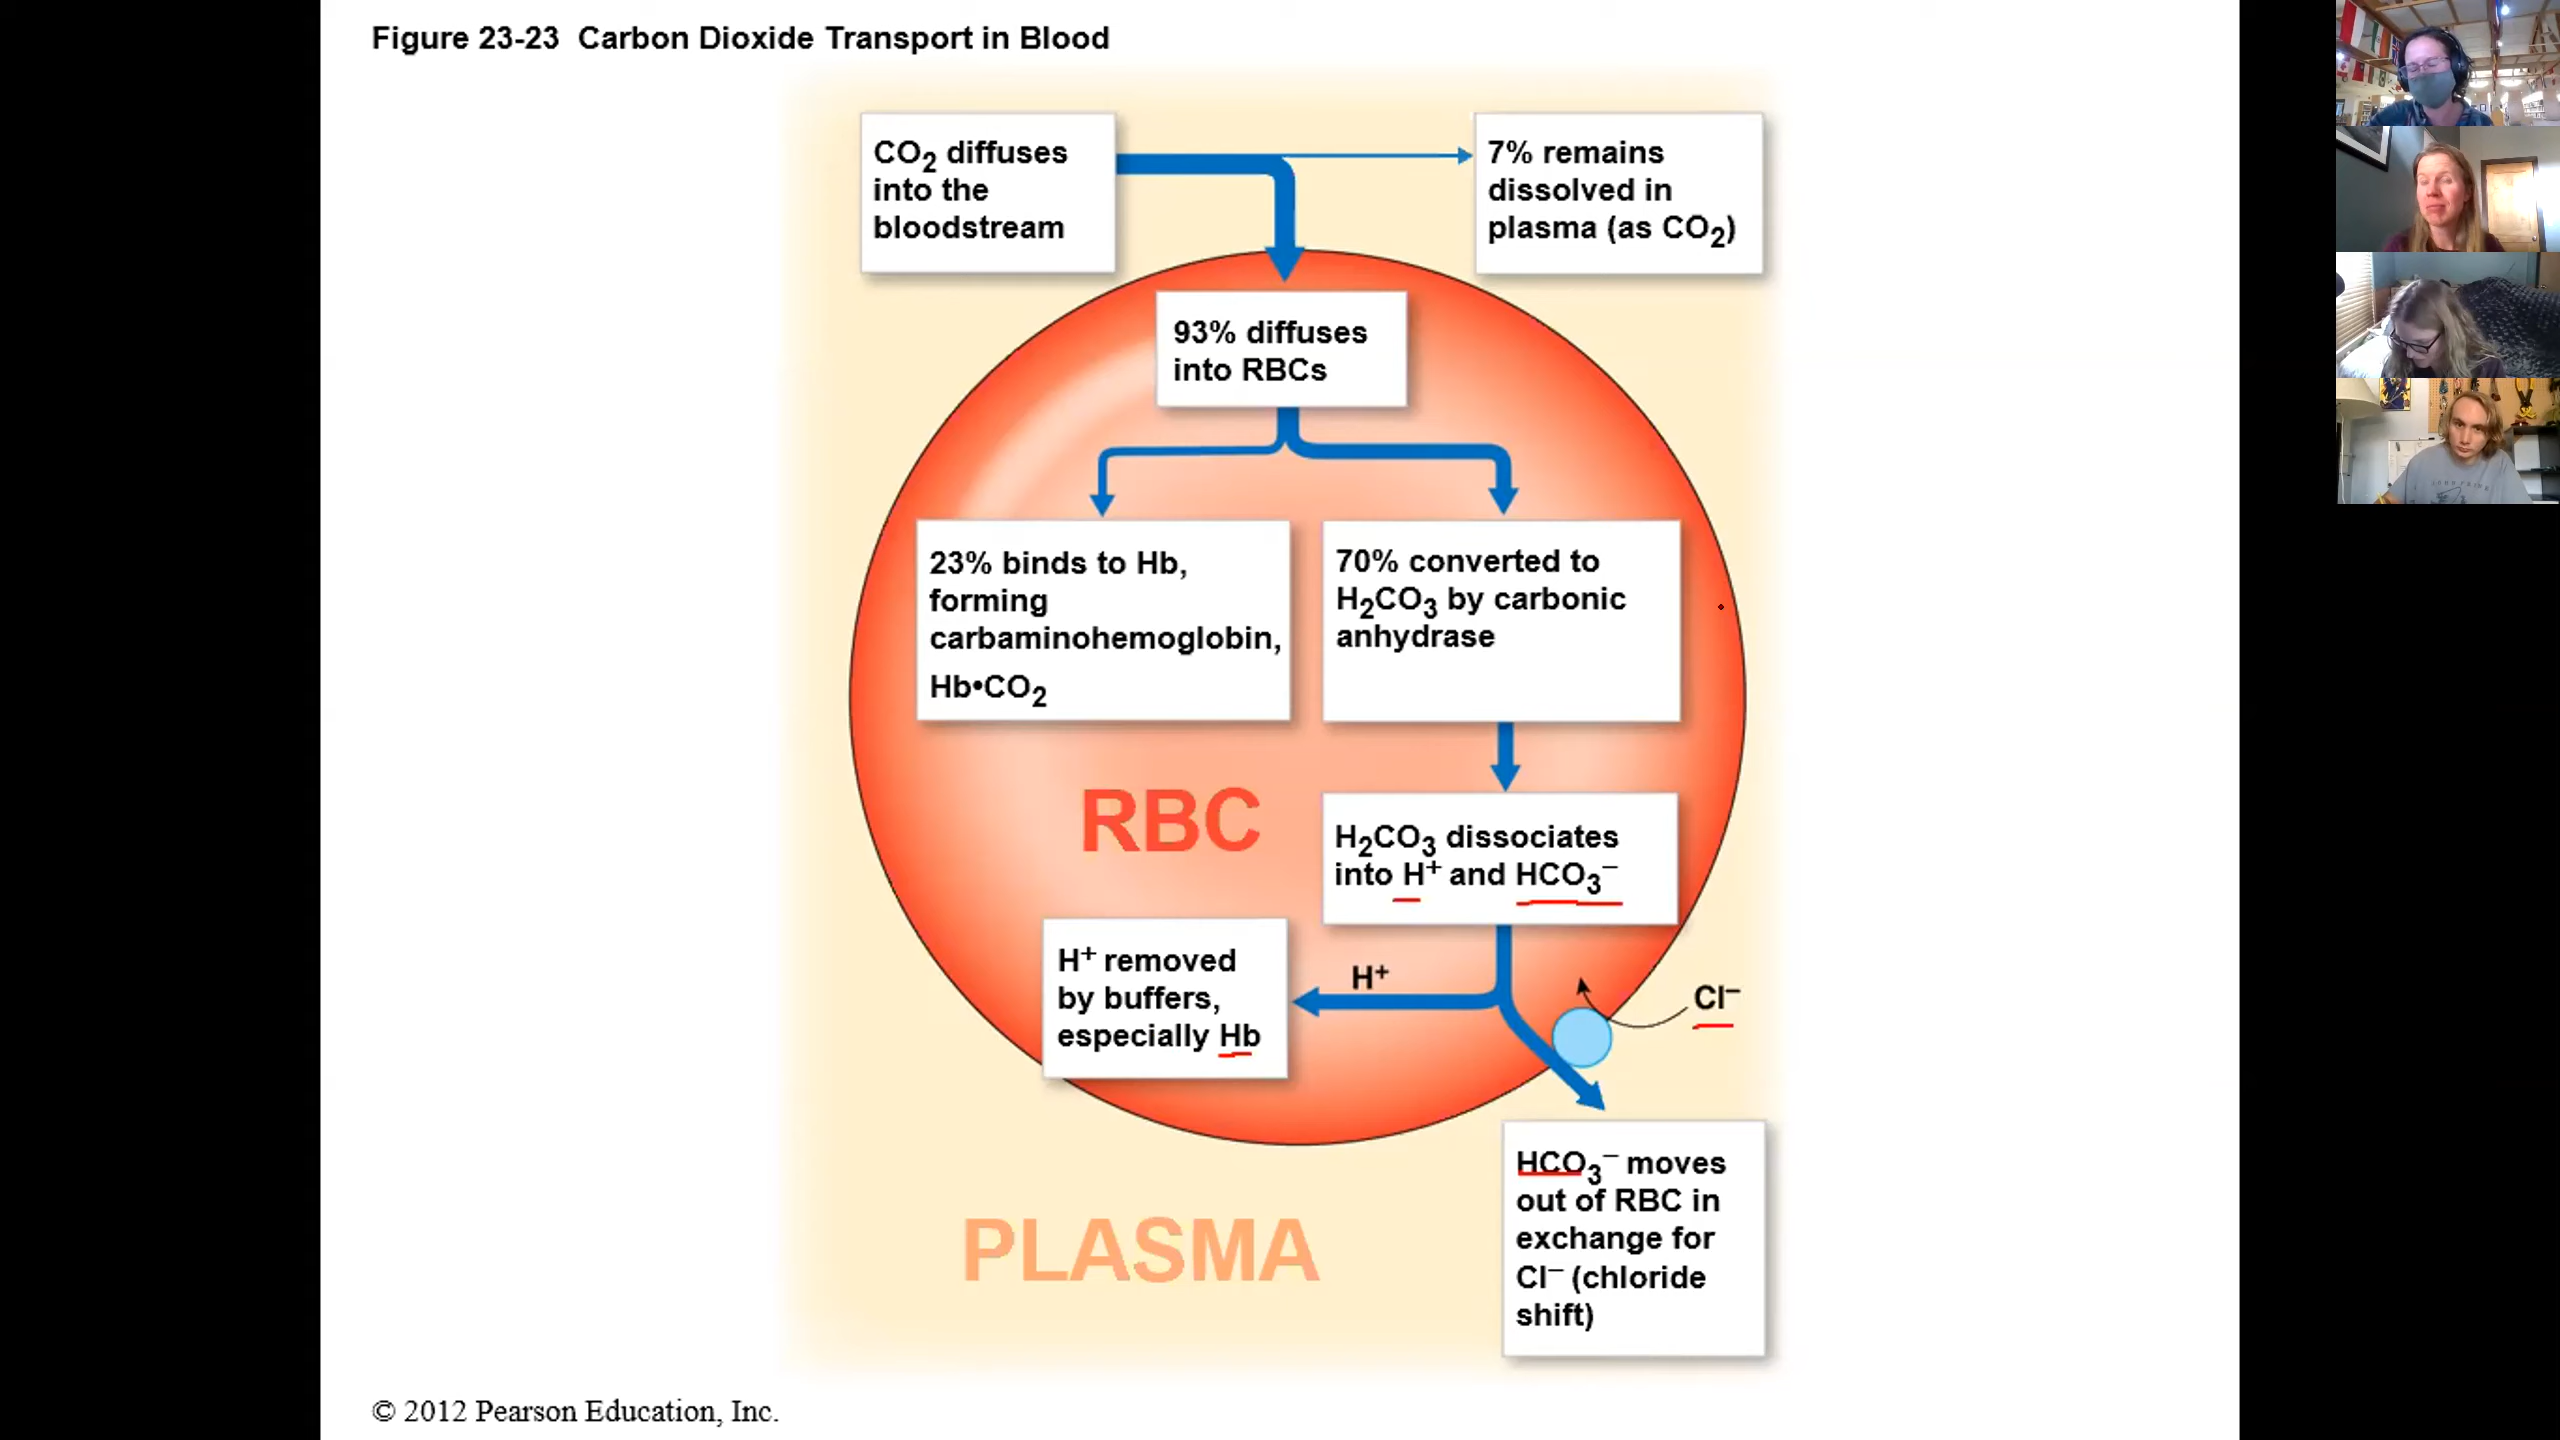 Figure 23-23  Carbon Dioxide Transport in Blood
CO₂ diffuses
into the
bloodstream
7% remains
dissolved in
plasma (as CO₂)
93% diffuses
into RBCs
23% binds to Hb,
forming
carbaminohemoglobin,
Hb•CO₂
70% converted to
H₂CO₃ by carbonic
anhydrase
RBC
H₂CO₃ dissociates
into H⁺ and HCO₃⁻
H⁺ removed
by buffers,
especially Hb
H⁺
Cl⁻
HCO₃⁻ moves
out of RBC in
exchange for
Cl⁻ (chloride
shift)
PLASMA
© 2012 Pearson Education, Inc.